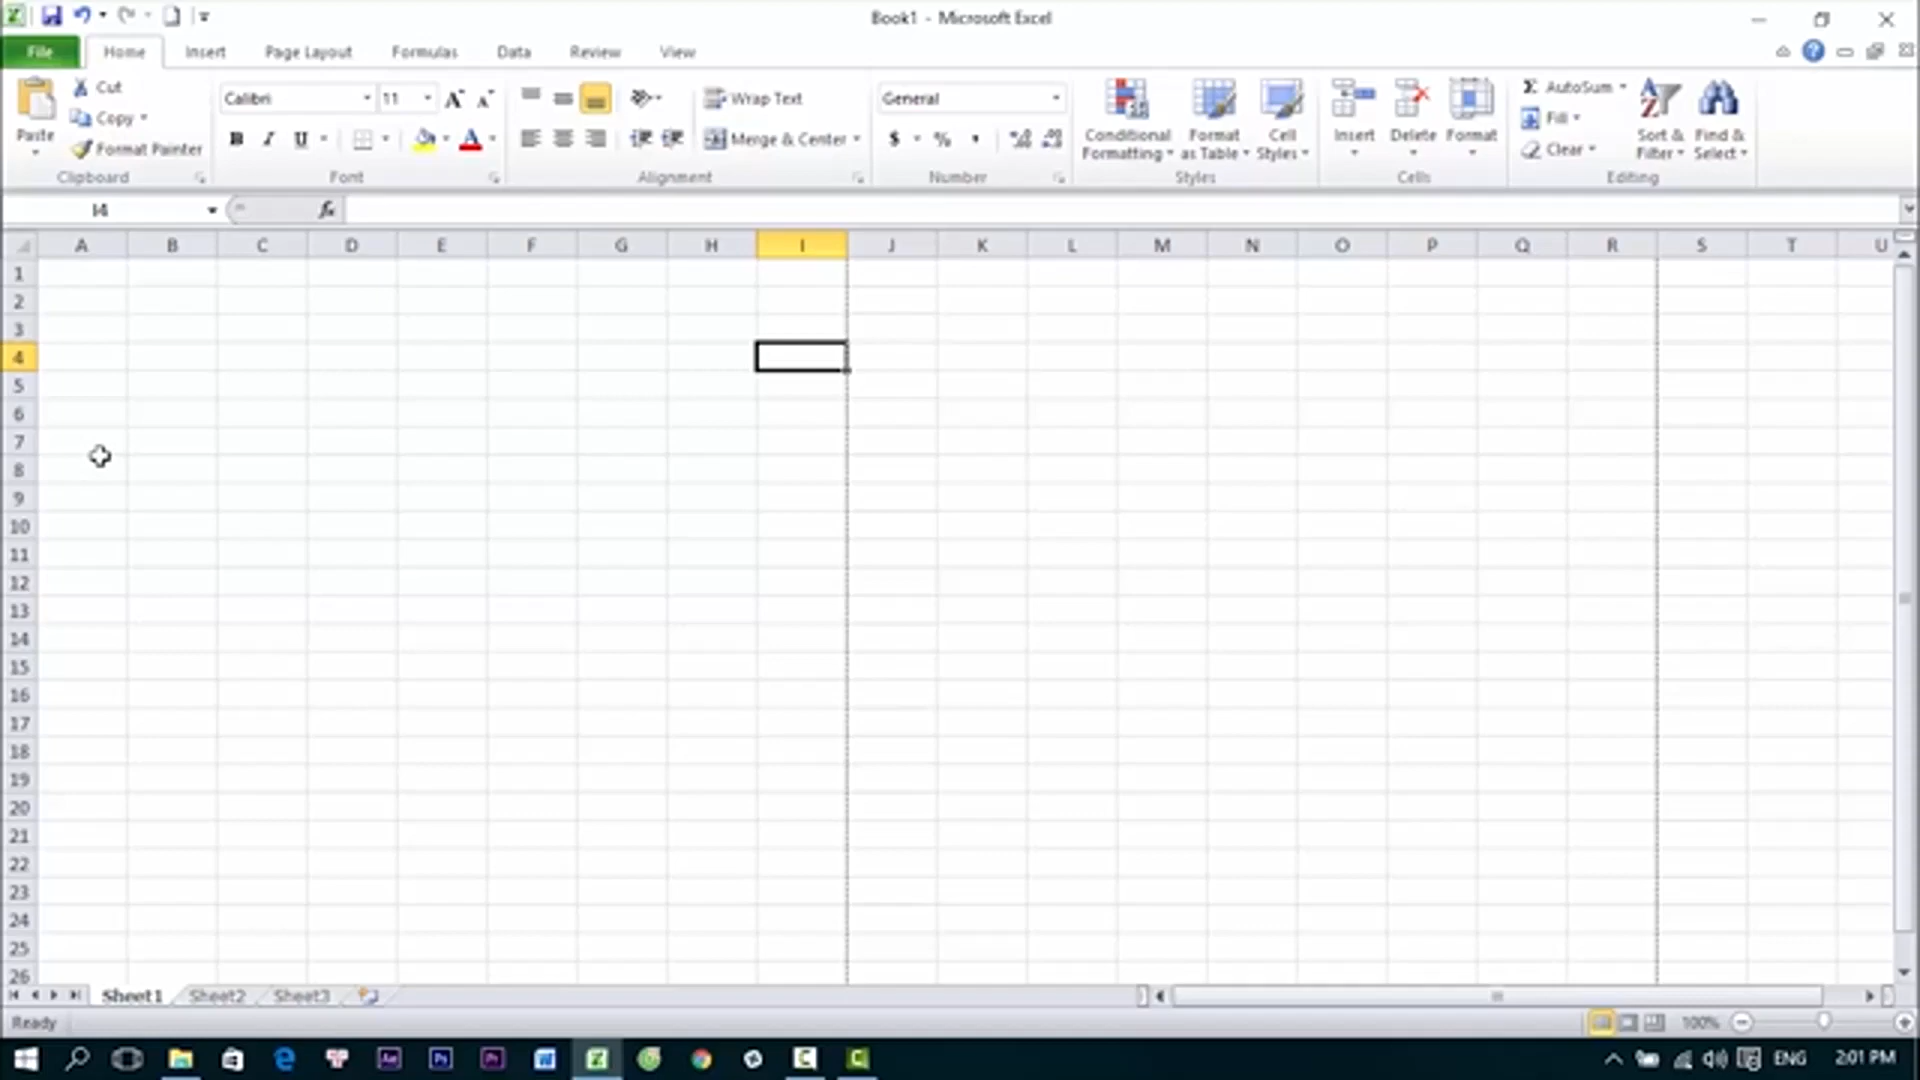 Book1 - Microsoft Excel
File Home Insert Page Layout Formulas Data Review View
Paste
Cut
Copy
Format Painter
Clipboard
Calibri 11
B I U
Font
Wrap Text
Merge & Center
Alignment
General
$ % ,
Number
Conditional Formatting
Format as Table
Cell Styles
Styles
Insert Delete Format
Cells
Σ AutoSum
Fill
Clear
Sort & Filter
Find & Select
Editing
I4 fx
A B C D E F G H I J K L M N O P Q R S T U
1
2
3
4
5
6
7
8
9
10
11
12
13
14
15
16
17
18
19
20
21
22
23
24
25
26
Sheet1 Sheet2 Sheet3
Ready 100%
Ae Ps Pr ENG 2:01 PM